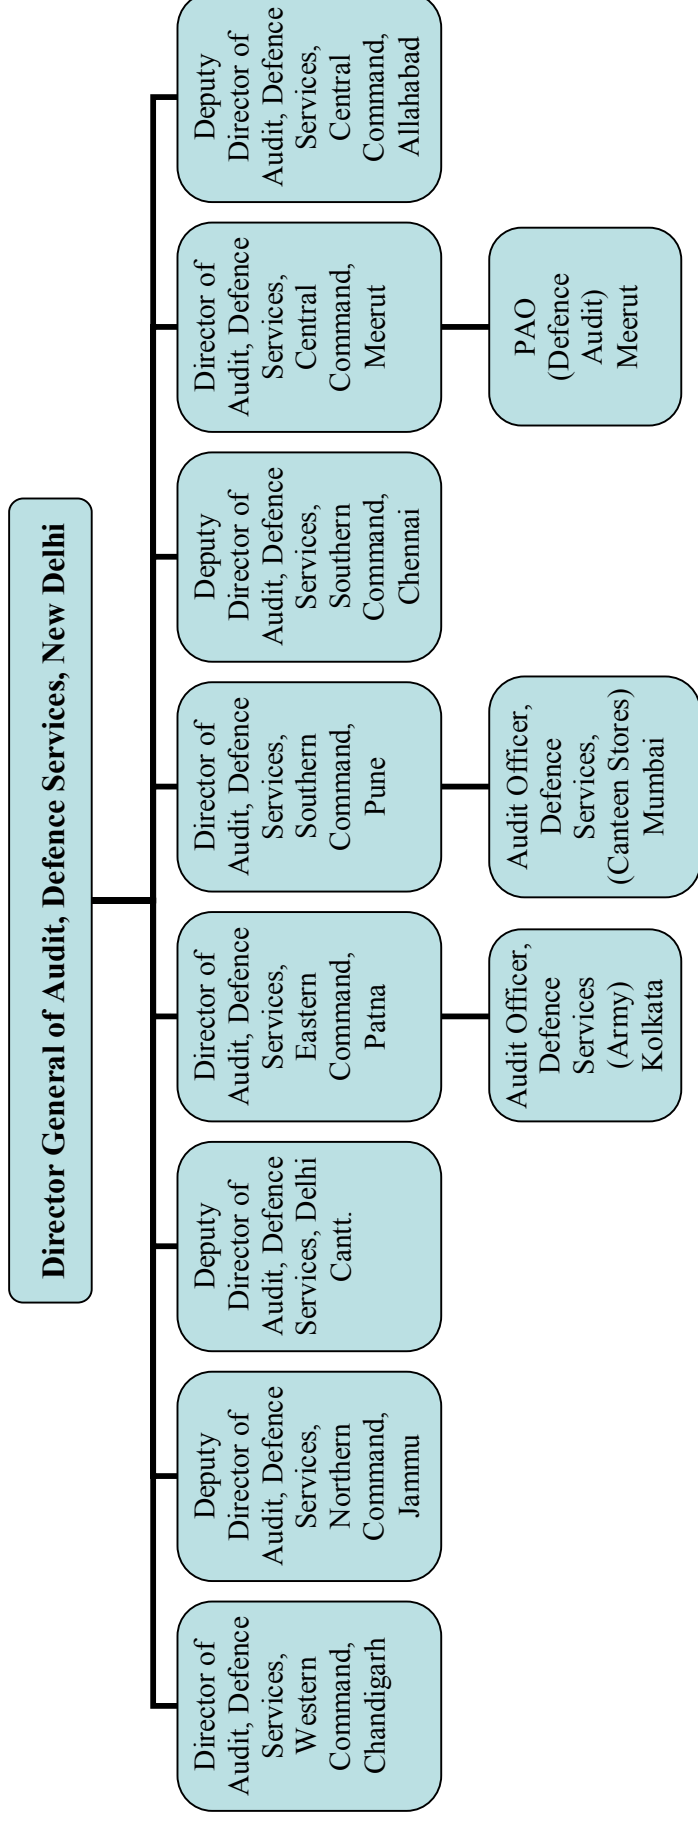 Director General of Audit, Defence Services, New Delhi
Director of
Audit, Defence
Services,
Western
Command,
Chandigarh
Deputy
Director of
Audit, Defence
Services,
Northern
Command,
Jammu
Deputy
Director of
Audit, Defence
Services, Delhi
Cantt.
Director of
Audit, Defence
Services,
Eastern
Command,
Patna
Director of
Audit, Defence
Services,
Southern
Command,
Pune
Deputy
Director of
Audit, Defence
Services,
Southern
Command,
Chennai
Director of
Audit, Defence
Services,
Central
Command,
Meerut
Deputy
Director of
Audit, Defence
Services,
Central
Command,
Allahabad
Audit Officer,
Defence
Services
(Army)
Kolkata
Audit Officer,
Defence
Services,
(Canteen Stores)
Mumbai
PAO
(Defence
Audit)
Meerut